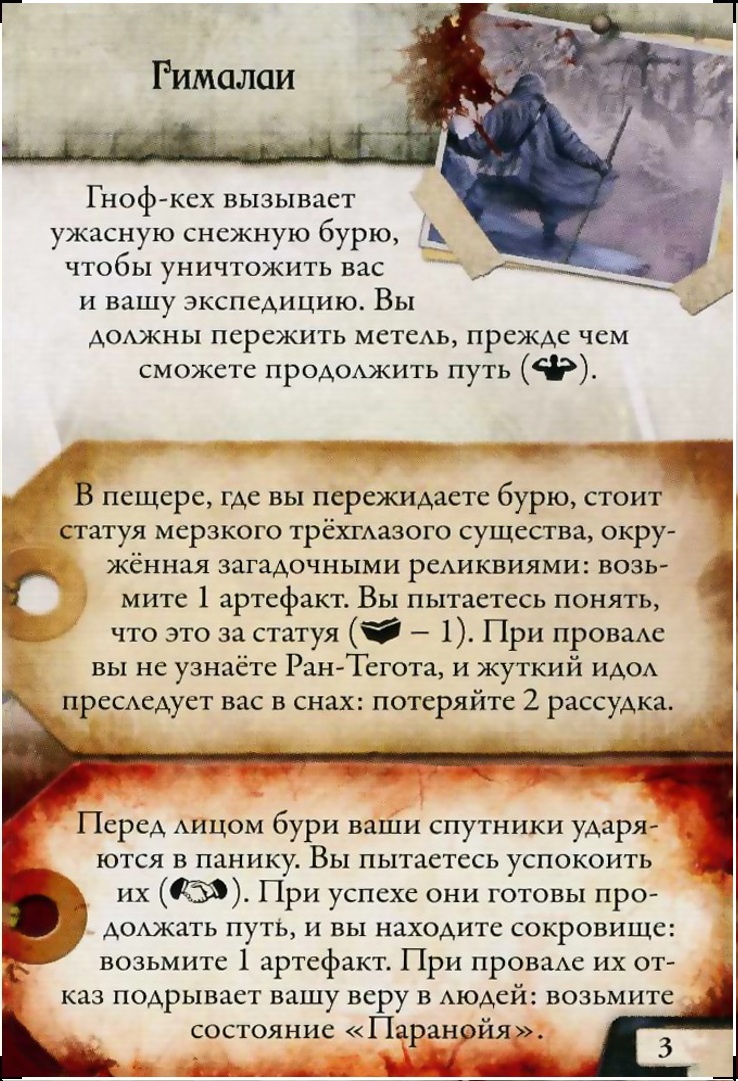 Гималаи
Гноф-кех вызывает
ужасную снежную бурю,
чтобы уничтожить вас
и вашу экспедицию. Вы
должны пережить метель, прежде чем
сможете продолжить путь ( ).
В пещере, где вы пережидаете бурю, стоит
статуя мерзкого трёхглазого существа, окру-
жённая загадочными реликвиями: возь-
мите 1 артефакт. Вы пытаетесь понять,
что это за статуя ( – 1). При провале
вы не узнаёте Ран-Тегота, и жуткий идол
преследует вас в снах: потеряйте 2 рассудка.
Перед лицом бури ваши спутники ударя-
ются в панику. Вы пытаетесь успокоить
их ( ). При успехе они готовы про-
должать путь, и вы находите сокровище:
возьмите 1 артефакт. При провале их от-
каз подрывает вашу веру в людей: возьмите
состояние «Паранойя».
3